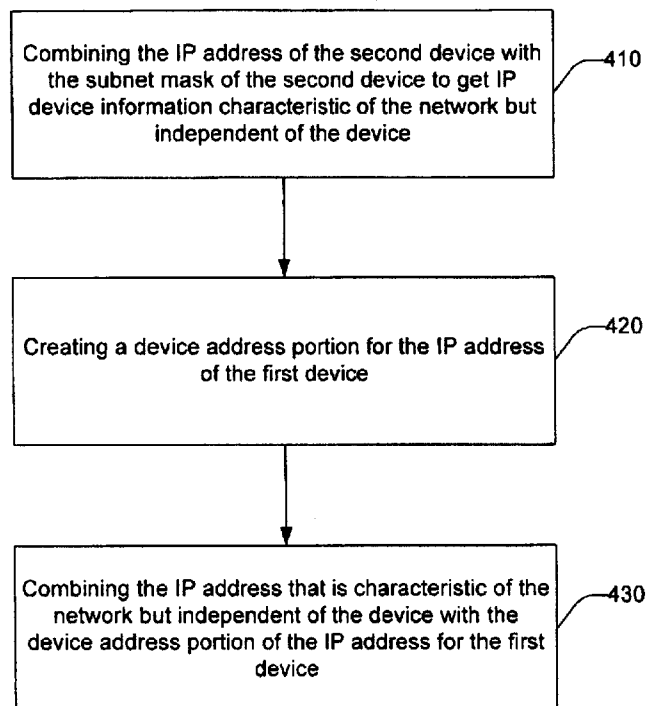 Combining the IP address of the second device with
the subnet mask of the second device to get IP
device information characteristic of the network but
independent of the device
410
Creating a device address portion for the IP address
of the first device
420
Combining the IP address that is characteristic of the
network but independent of the device with the
device address portion of the IP address for the first
device
430